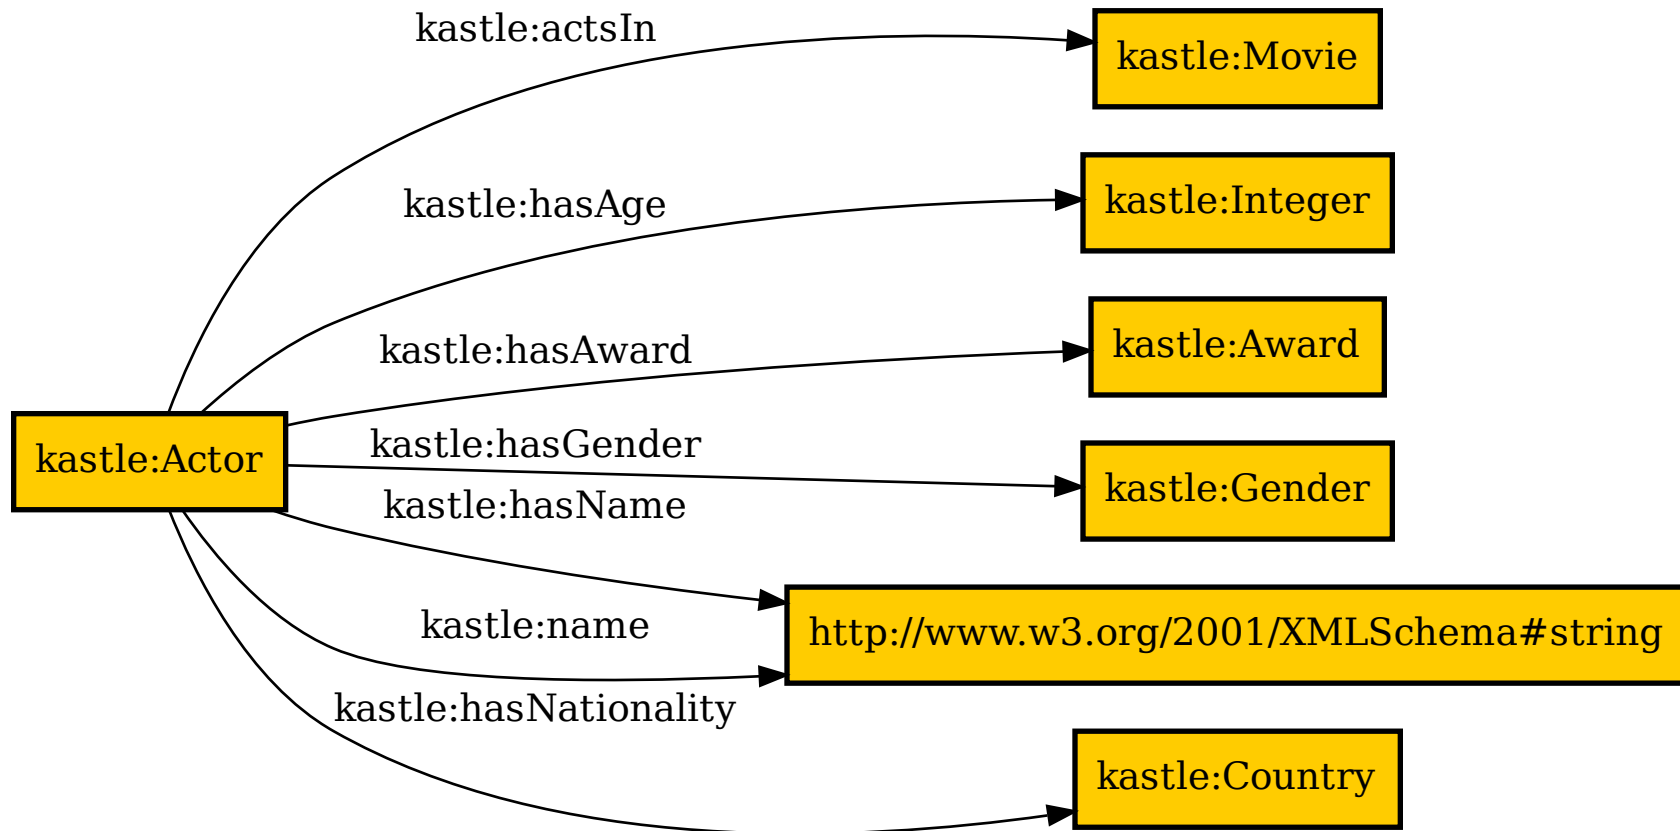 kastle:actsIn
kastle:Movie
kastle:hasAge
kastle:Integer
kastle:hasAward
kastle:Award
kastle:Actor
kastle:hasGender
kastle:Gender
kastle:hasName
kastle:name
http://www.w3.org/2001/XMLSchema#string
kastle:hasNationality
kastle:Country